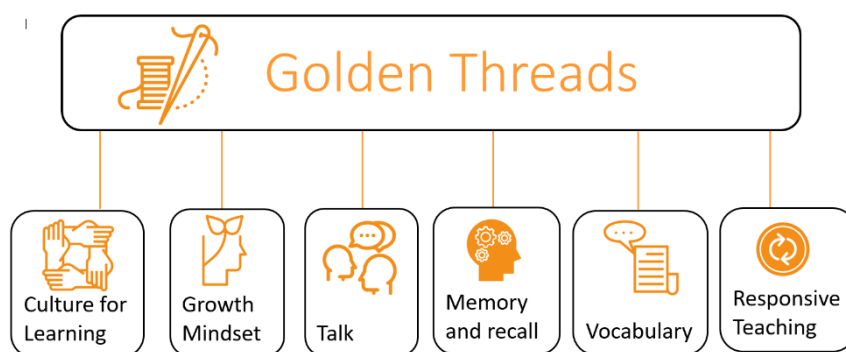 Golden Threads
Culture for
Learning
Growth
Mindset
Talk
Memory
and recall
Vocabulary
Responsive
Teaching